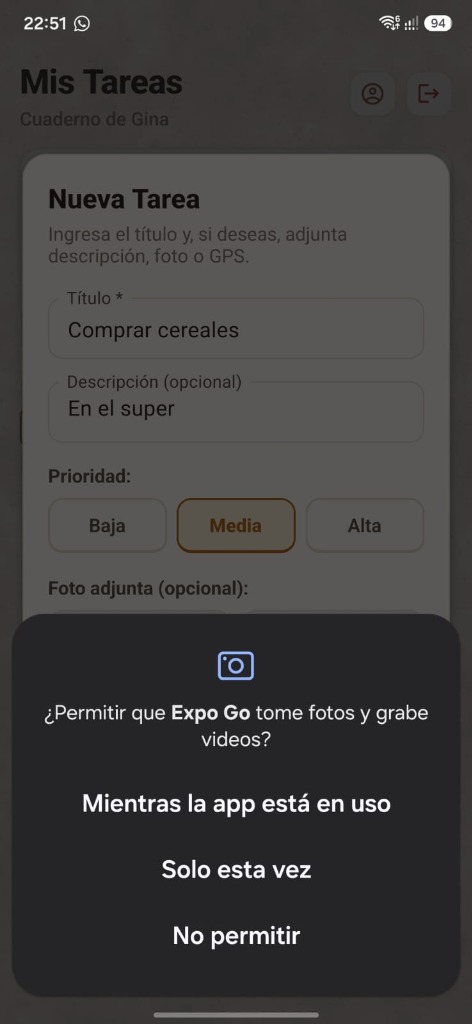 22:51
6
94
Mis Tareas
Cuaderno de Gina
Nueva Tarea
Ingresa el título y, si deseas, adjunta
descripción, foto o GPS.
Título *
Comprar cereales
Descripción (opcional)
En el super
Prioridad:
Baja
Media
Alta
Foto adjunta (opcional):
¿Permitir que Expo Go tome fotos y grabe
videos?
Mientras la app está en uso
Solo esta vez
No permitir